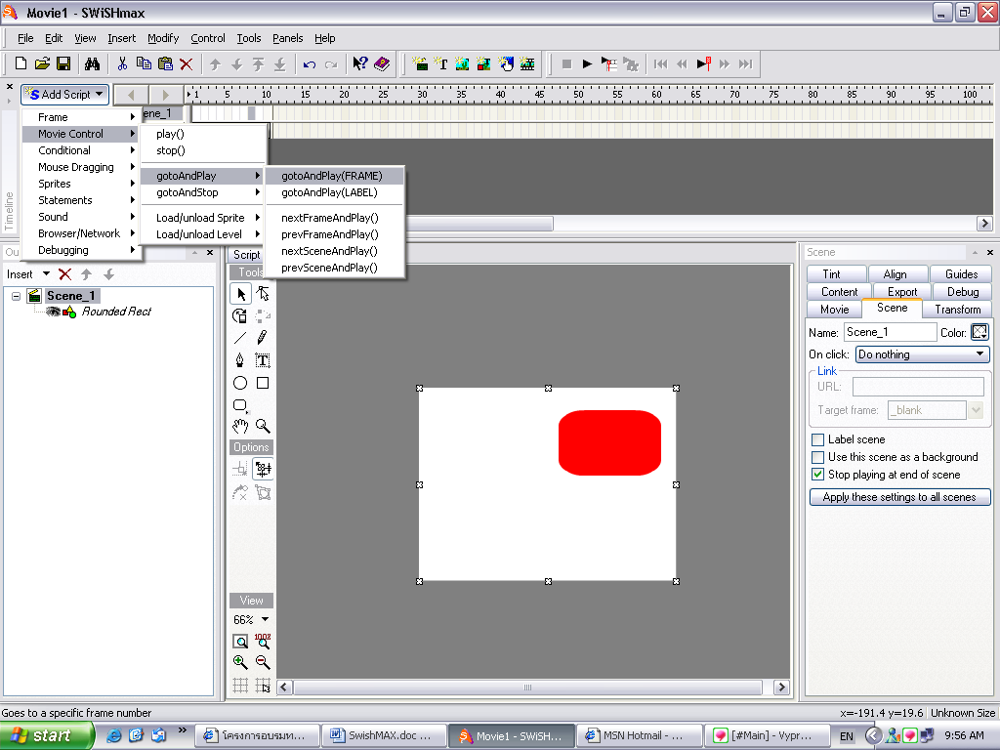 Movie1 - SWiSHmax
File Edit View Insert Modify Control Tools Panels Help
Add Script
1 5 10 15 20 25 30 35 40 45 50 55 60 65 70 75 80 85 90 95 100
ene_1
Frame
Movie Control
Conditional
Mouse Dragging
Sprites
Statements
Sound
Browser/Network
Debugging
play()
stop()
gotoAndPlay
gotoAndStop
Load/unload Sprite
Load/unload Level
gotoAndPlay(FRAME)
gotoAndPlay(LABEL)
nextFrameAndPlay()
prevFrameAndPlay()
nextSceneAndPlay()
prevSceneAndPlay()
Timeline
Ou
Insert
Scene_1
Rounded Rect
Script
Tools
Options
View
66%
100%
Scene
Tint Align Guides
Content Export Debug
Movie Scene Transform
Name: Scene_1 Color:
On click: Do nothing
Link
URL:
Target frame: _blank
Label scene
Use this scene as a background
Stop playing at end of scene
Apply these settings to all scenes
Goes to a specific frame number
x=-191.4 y=19.6 Unknown Size
start
โครงการอบรมท...
SwishMAX.doc ...
Movie1 - SWiSH...
MSN Hotmail - ...
[#Main] - Vypr...
EN
9:56 AM